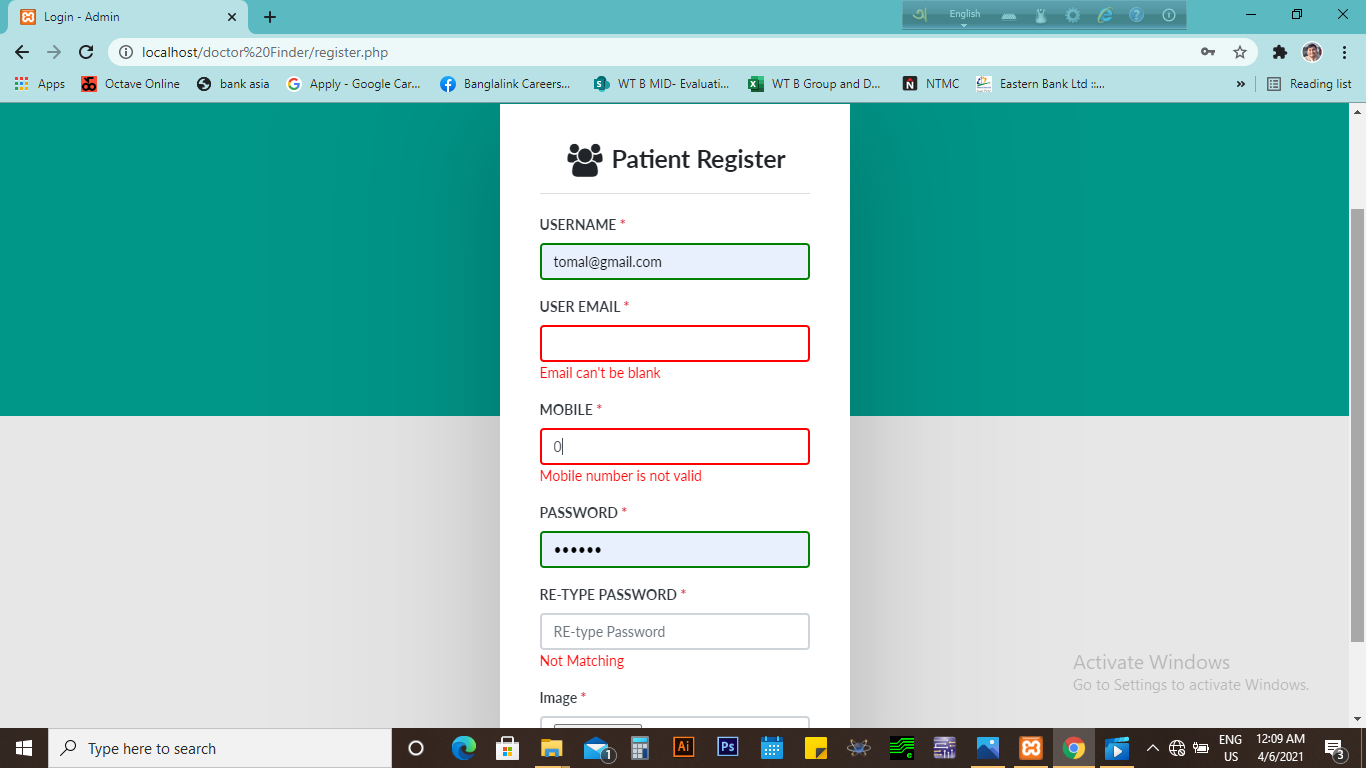 Login - Admin
English
localhost/doctor%20Finder/register.php
Apps
Octave Online
bank asia
Apply - Google Car...
Banglalink Careers...
WT B MID- Evaluati...
WT B Group and D...
NTMC
Eastern Bank Ltd ::...
Reading list
Patient Register
USERNAME *
tomal@gmail.com
USER EMAIL *
Email can't be blank
MOBILE *
0
Mobile number is not valid
PASSWORD *
••••••
RE-TYPE PASSWORD *
RE-type Password
Not Matching
Image *
Activate Windows
Go to Settings to activate Windows.
Type here to search
1
Ai
Ps
ENG
US
12:09 AM
4/6/2021
3